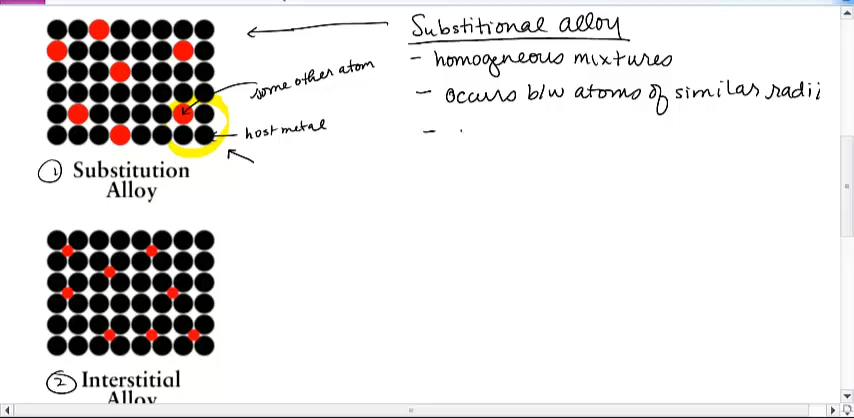 Substitional alloy
- homogeneous mixtures
- occurs b/w atoms of similar radii
-
some other atom
host metal
1 Substitution
Alloy
2 Interstitial
Alloy